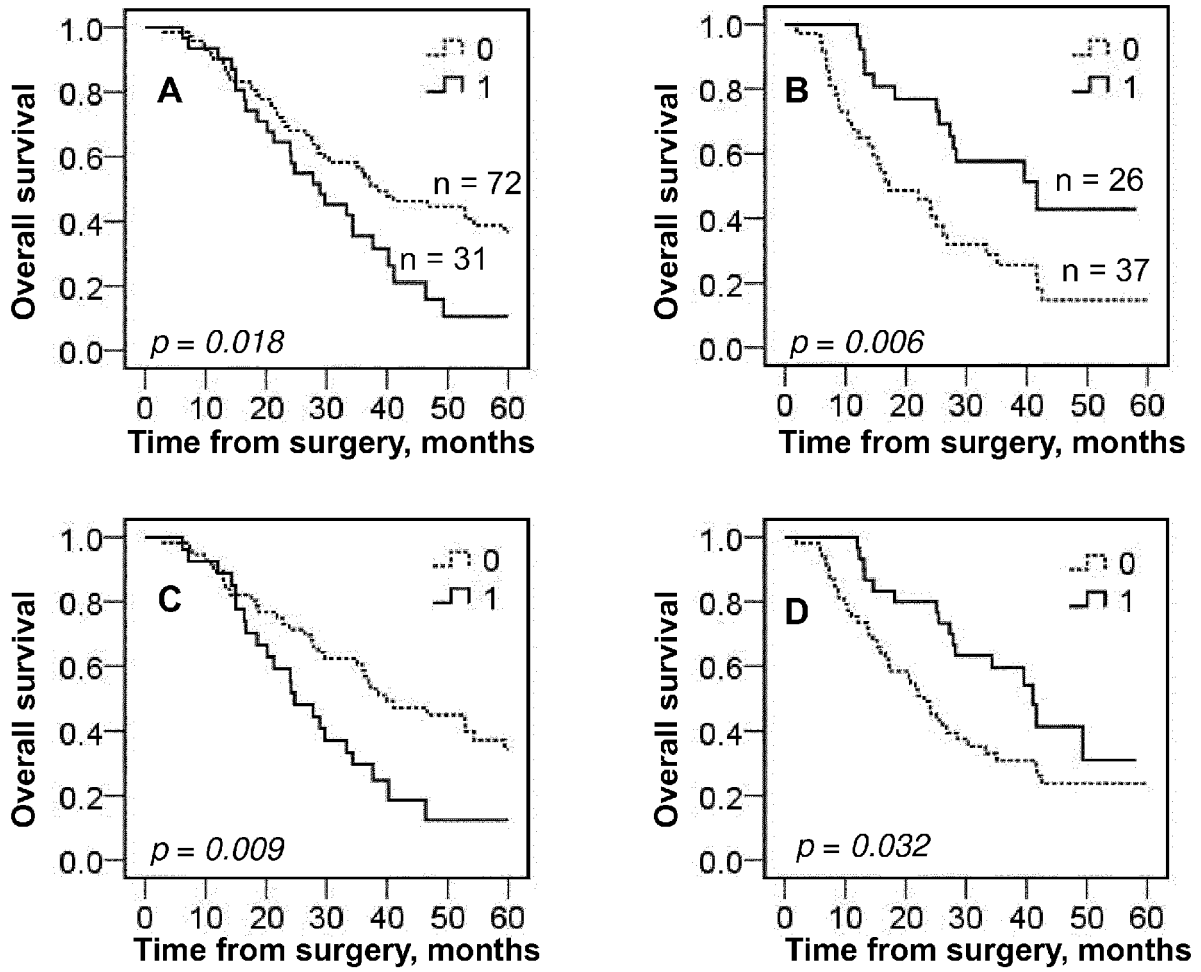 1.0
0.8
0.6
0.4
0.2
0.0
Overall survival
A
0
1
n = 72
n = 31
p = 0.018
0 10 20 30 40 50 60
Time from surgery, months
1.0
0.8
0.6
0.4
0.2
0.0
Overall survival
B
0
1
n = 26
n = 37
p = 0.006
0 10 20 30 40 50 60
Time from surgery, months
1.0
0.8
0.6
0.4
0.2
0.0
Overall survival
C
0
1
p = 0.009
0 10 20 30 40 50 60
Time from surgery, months
1.0
0.8
0.6
0.4
0.2
0.0
Overall survival
D
0
1
p = 0.032
0 10 20 30 40 50 60
Time from surgery, months